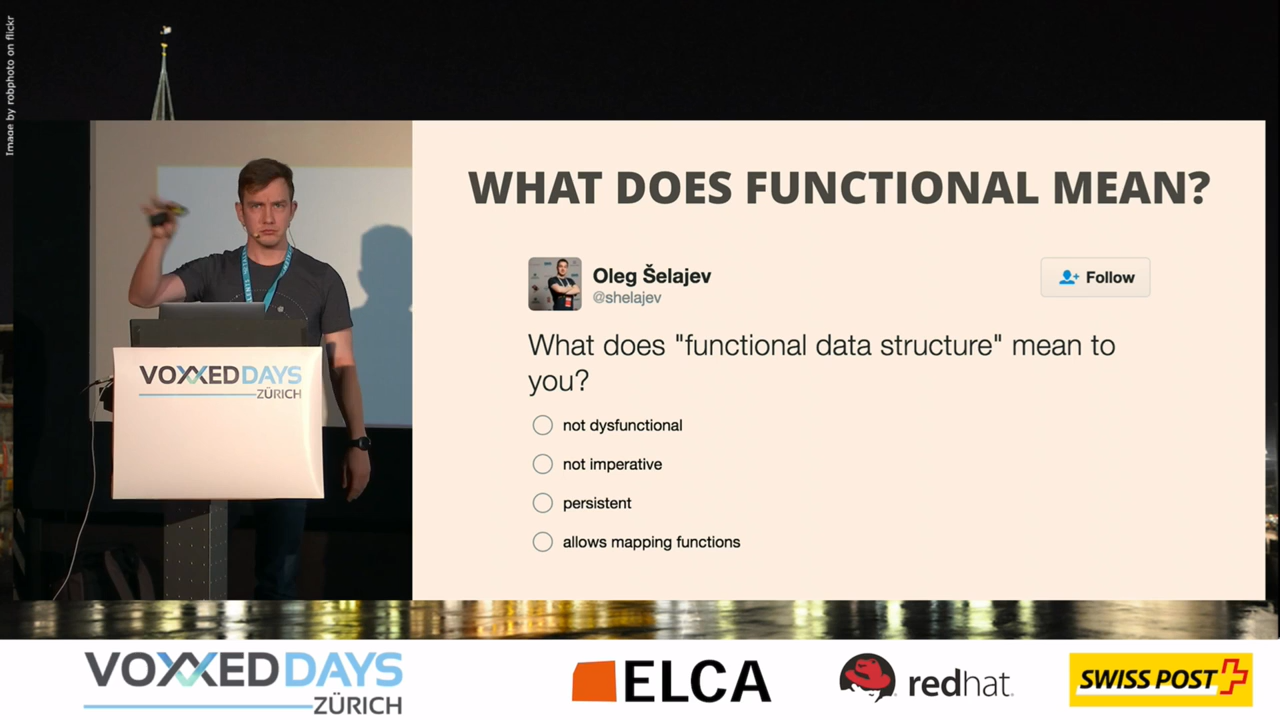 Image by robphoto on flickr
WHAT DOES FUNCTIONAL MEAN?
Oleg Šelajev
@shelajev
Follow
What does "functional data structure" mean to
you?
not dysfunctional
not imperative
persistent
allows mapping functions
VOXXED DAYS
ZÜRICH
VOXXED DAYS
ZÜRICH
ELCA
redhat.
SWISS POST